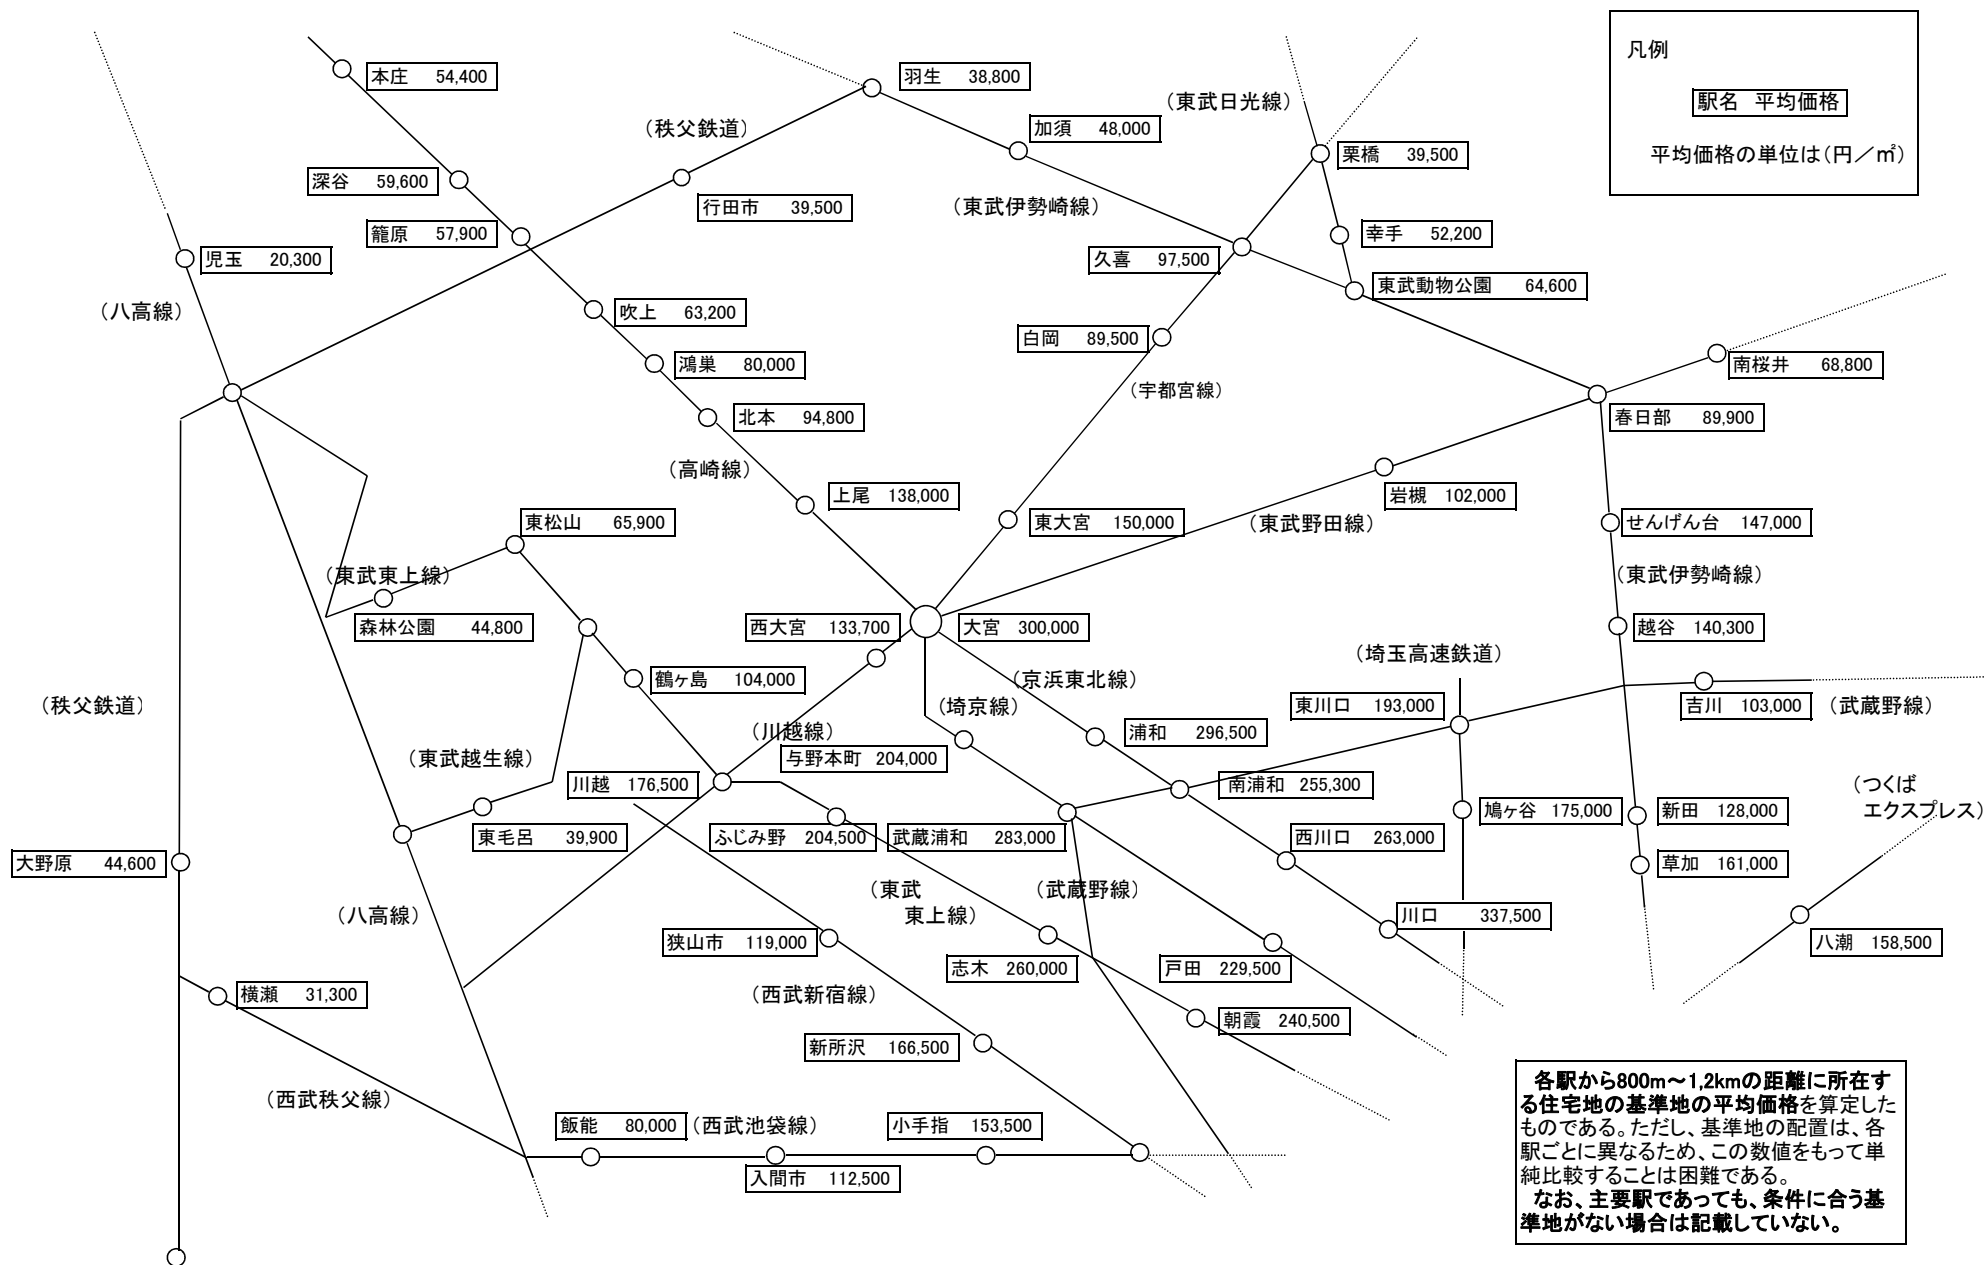 凡例
駅名 平均価格
平均価格の単位は(円／㎡)
本庄 54,400
羽生 38,800
(東武日光線)
(秩父鉄道)
加須 48,000
栗橋 39,500
深谷 59,600
行田市 39,500
(東武伊勢崎線)
籠原 57,900
幸手 52,200
児玉 20,300
久喜 97,500
東武動物公園 64,600
(八高線)
吹上 63,200
白岡 89,500
鴻巣 80,000
南桜井 68,800
(宇都宮線)
北本 94,800
春日部 89,900
(高崎線)
上尾 138,000
岩槻 102,000
東松山 65,900
東大宮 150,000
(東武野田線)
せんげん台 147,000
(東武東上線)
(東武伊勢崎線)
森林公園 44,800
西大宮 133,700
大宮 300,000
越谷 140,300
(埼玉高速鉄道)
鶴ヶ島 104,000
(京浜東北線)
(秩父鉄道)
(埼京線)
東川口 193,000
吉川 103,000
(武蔵野線)
(川越線)
浦和 296,500
(東武越生線)
与野本町 204,000
川越 176,500
南浦和 255,300
(つくば
エクスプレス)
鳩ヶ谷 175,000
新田 128,000
東毛呂 39,900
ふじみ野 204,500
武蔵浦和 283,000
西川口 263,000
大野原 44,600
草加 161,000
(東武
東上線)
(武蔵野線)
(八高線)
川口 337,500
狭山市 119,000
八潮 158,500
志木 260,000
戸田 229,500
横瀬 31,300
(西武新宿線)
朝霞 240,500
新所沢 166,500
(西武秩父線)
飯能 80,000
(西武池袋線)
小手指 153,500
入間市 112,500
各駅から800m～1,2kmの距離に所在す
る住宅地の基準地の平均価格を算定した
ものである。ただし、基準地の配置は、各
駅ごとに異なるため、この数値をもって単
純比較することは困難である。
なお、主要駅であっても、条件に合う基
準地がない場合は記載していない。